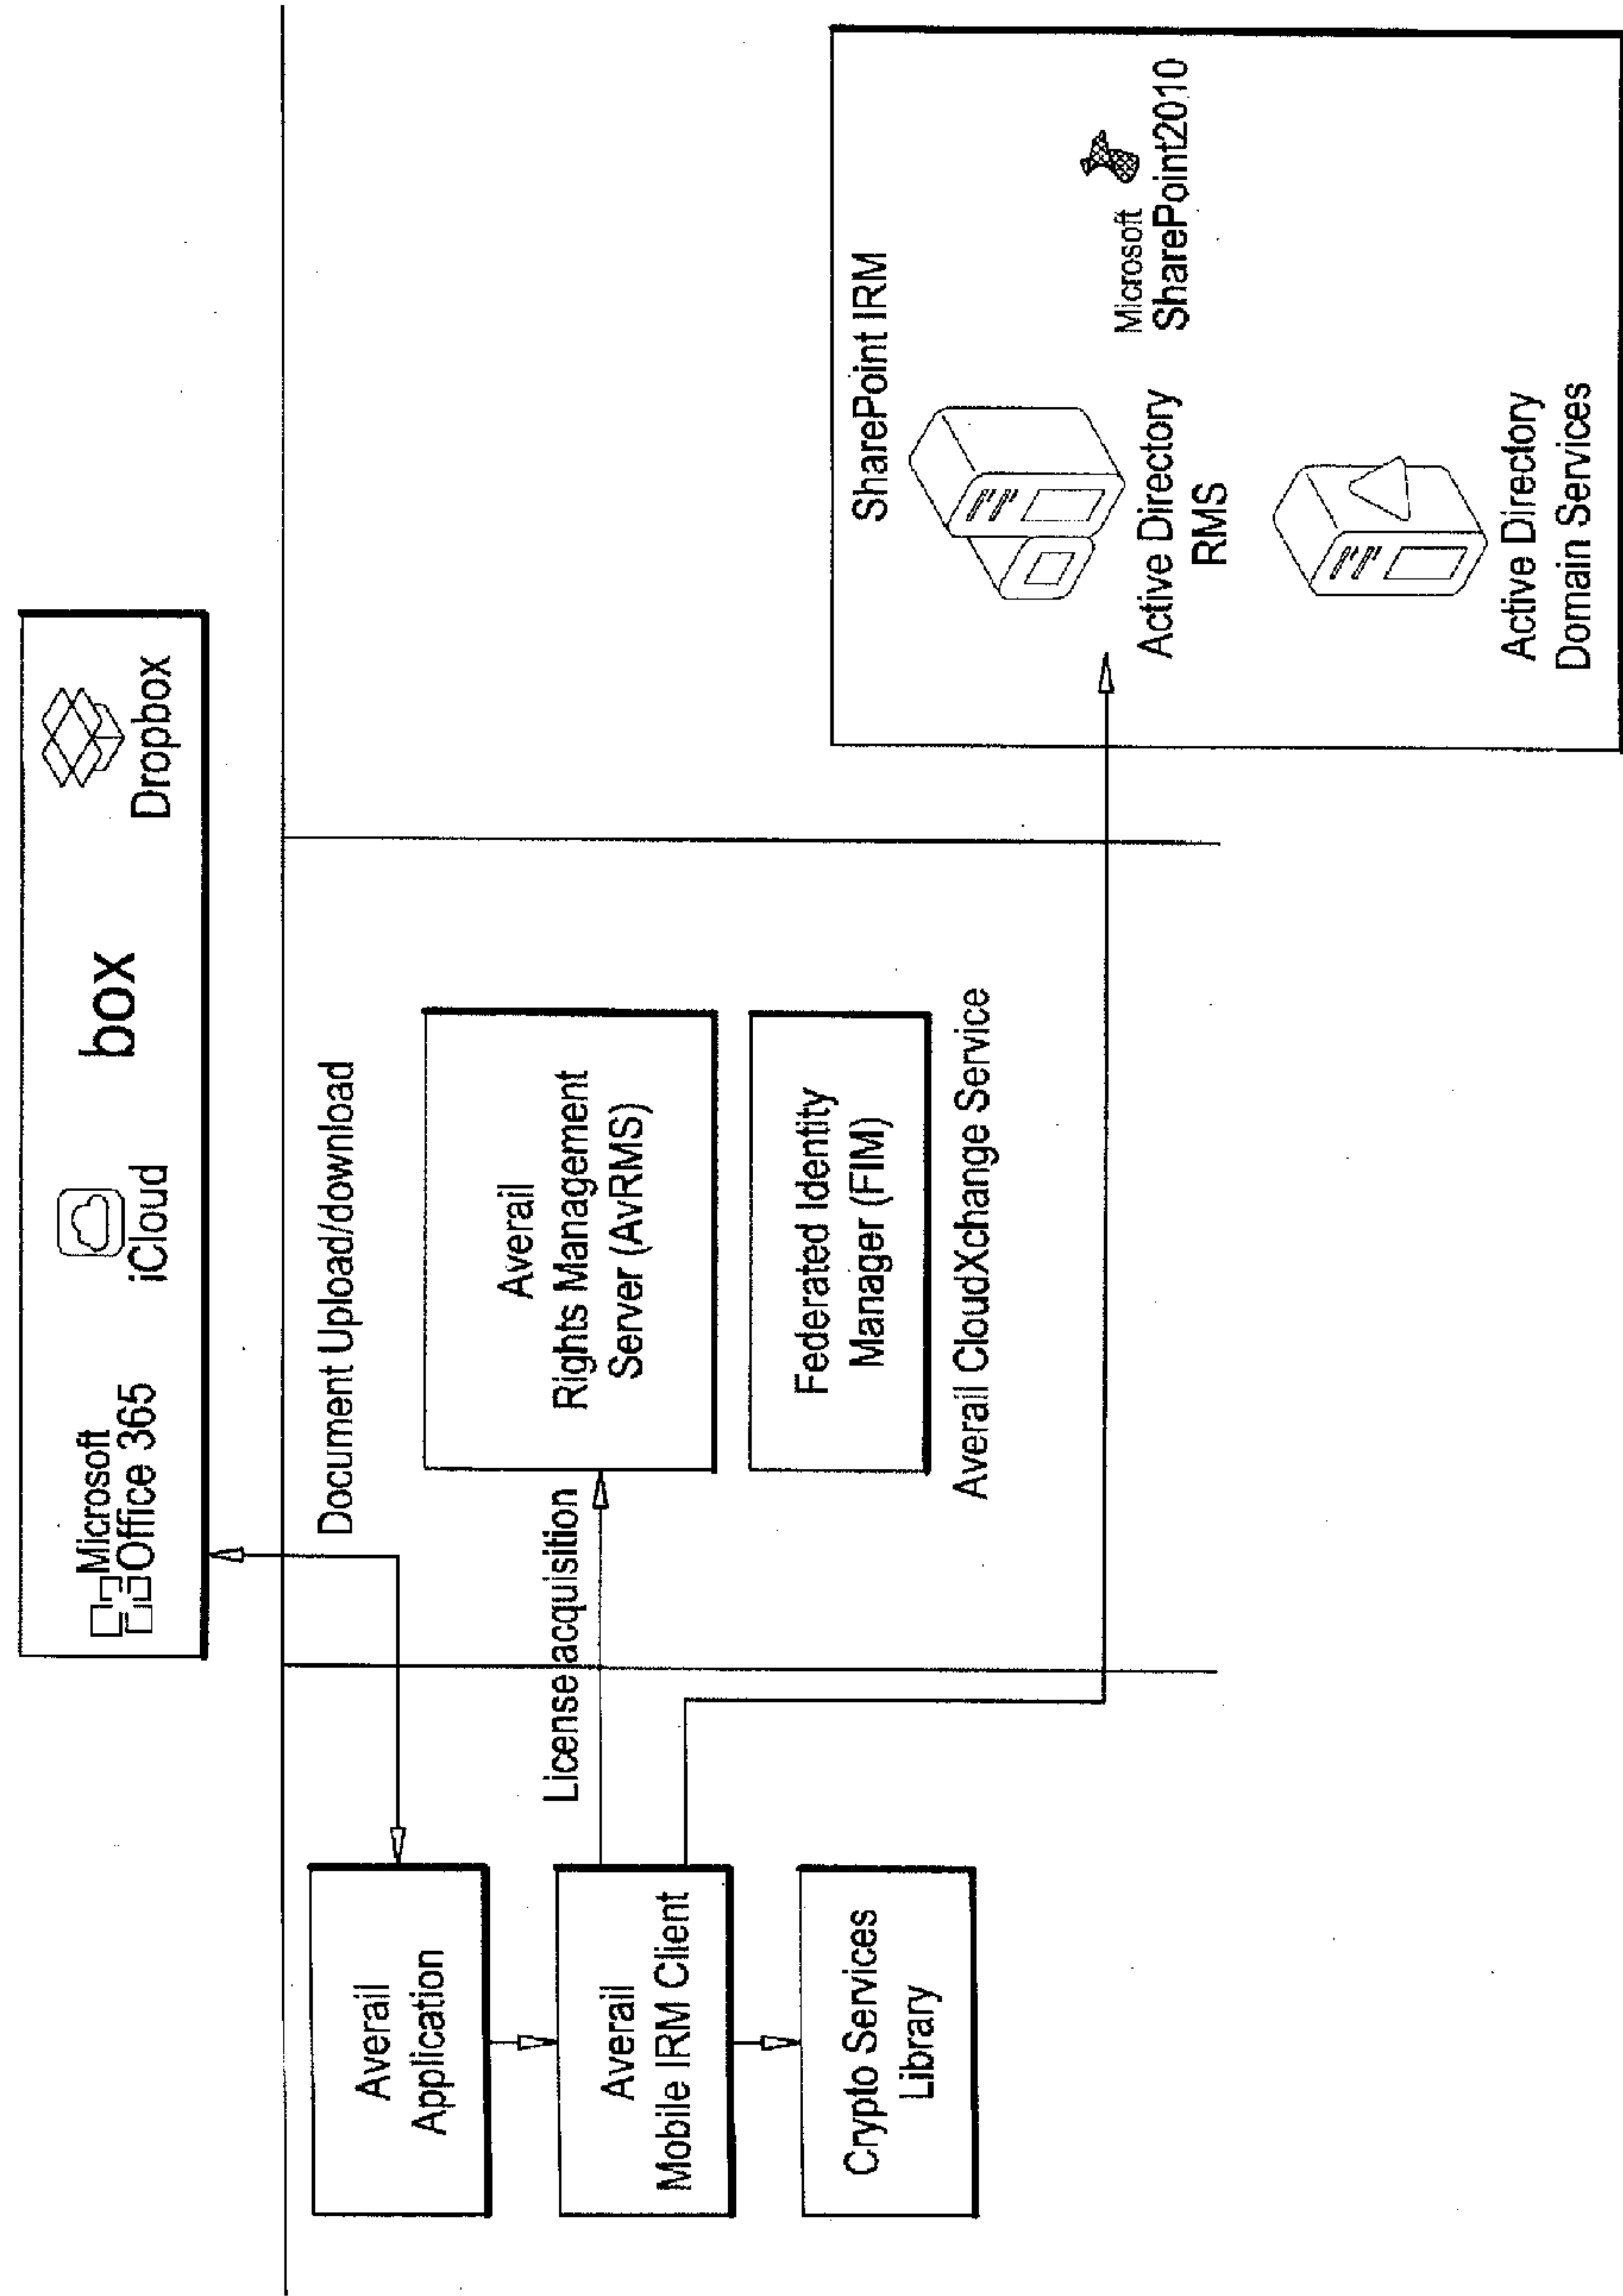 Microsoft
Office 365
iCloud
box
Dropbox
Document Upload/download
Averail
Application
License acquisition
Averail
Rights Management
Server (AvRMS)
Averail
Mobile IRM Client
Federated Identity
Manager (FIM)
Crypto Services
Library
Averail CloudXchange Service
SharePoint IRM
Microsoft
SharePoint2010
Active Directory
RMS
Active Directory
Domain Services